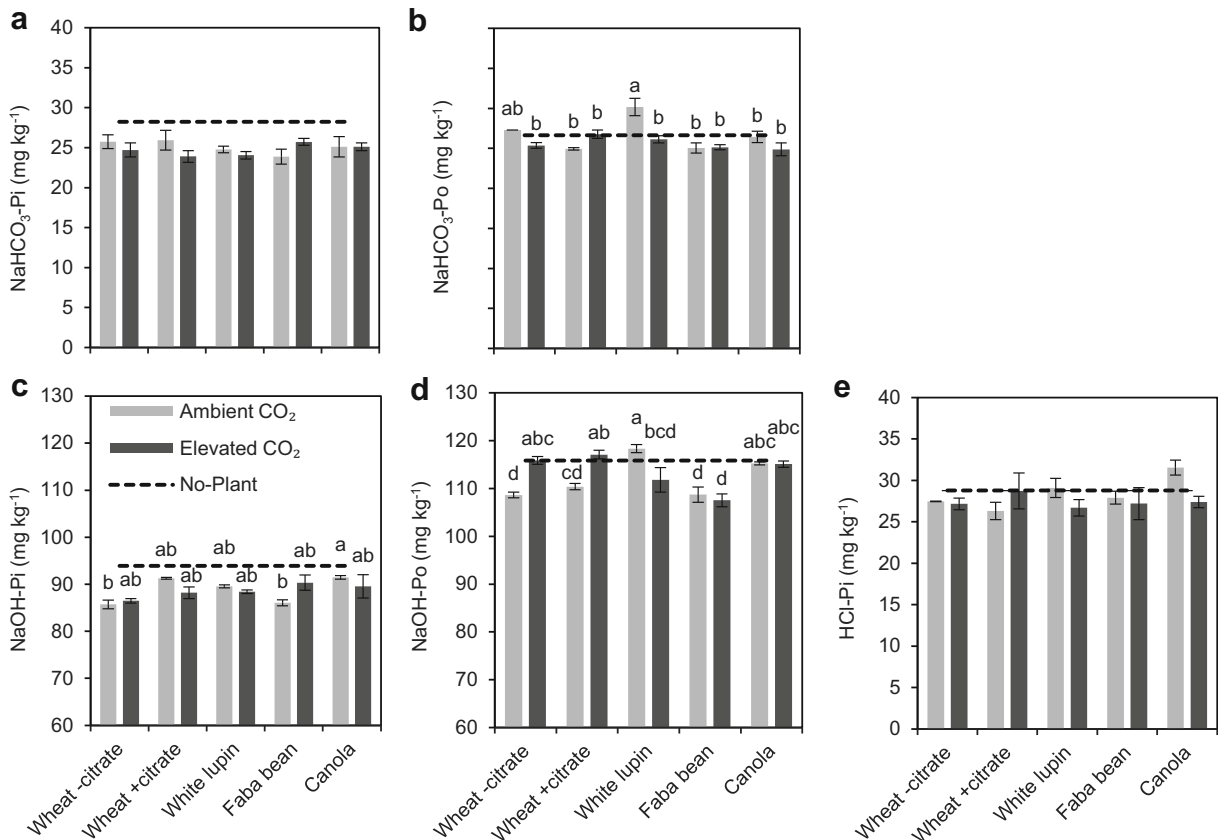 a
NaHCO₃-Pi (mg kg⁻¹)
40
35
30
25
20
15
10
5
0
b
NaHCO₃-Po (mg kg⁻¹)
ab b b b a b b b b b
c
NaOH-Pi (mg kg⁻¹)
130
120
110
100
90
80
70
60
Ambient CO₂
Elevated CO₂
No-Plant
b ab ab ab ab ab b a ab
Wheat -citrate
Wheat +citrate
White lupin
Faba bean
Canola
d
NaOH-Po (mg kg⁻¹)
130
120
110
100
90
80
70
60
d abc cd ab a bcd d d abc abc
Wheat -citrate
Wheat +citrate
White lupin
Faba bean
Canola
e
HCl-Pi (mg kg⁻¹)
40
35
30
25
20
15
10
5
0
Wheat -citrate
Wheat +citrate
White lupin
Faba bean
Canola